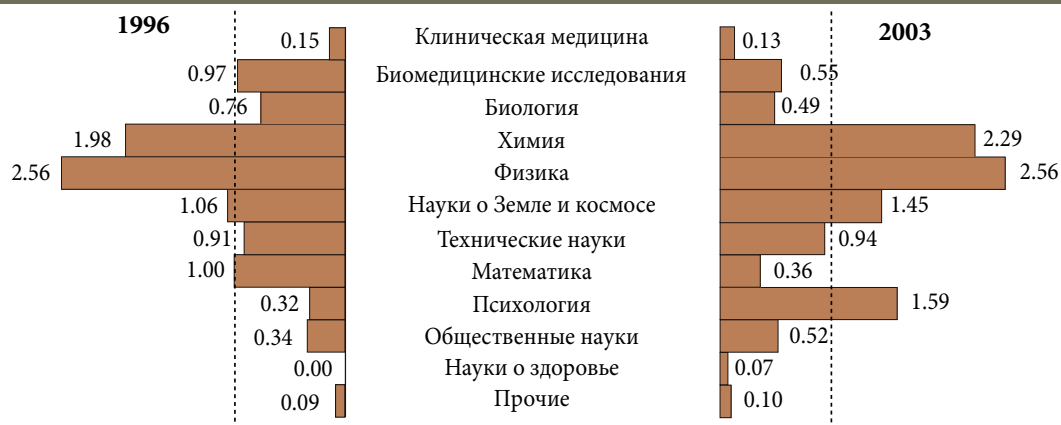 1996 2003
0.15 Клиническая медицина 0.13
0.97 Биомедицинские исследования 0.55
0.76 Биология 0.49
1.98 Химия 2.29
2.56 Физика 2.56
1.06 Науки о Земле и космосе 1.45
0.91 Технические науки 0.94
1.00 Математика 0.36
0.32 Психология 1.59
0.34 Общественные науки 0.52
0.00 Науки о здоровье 0.07
0.09 Прочие 0.10